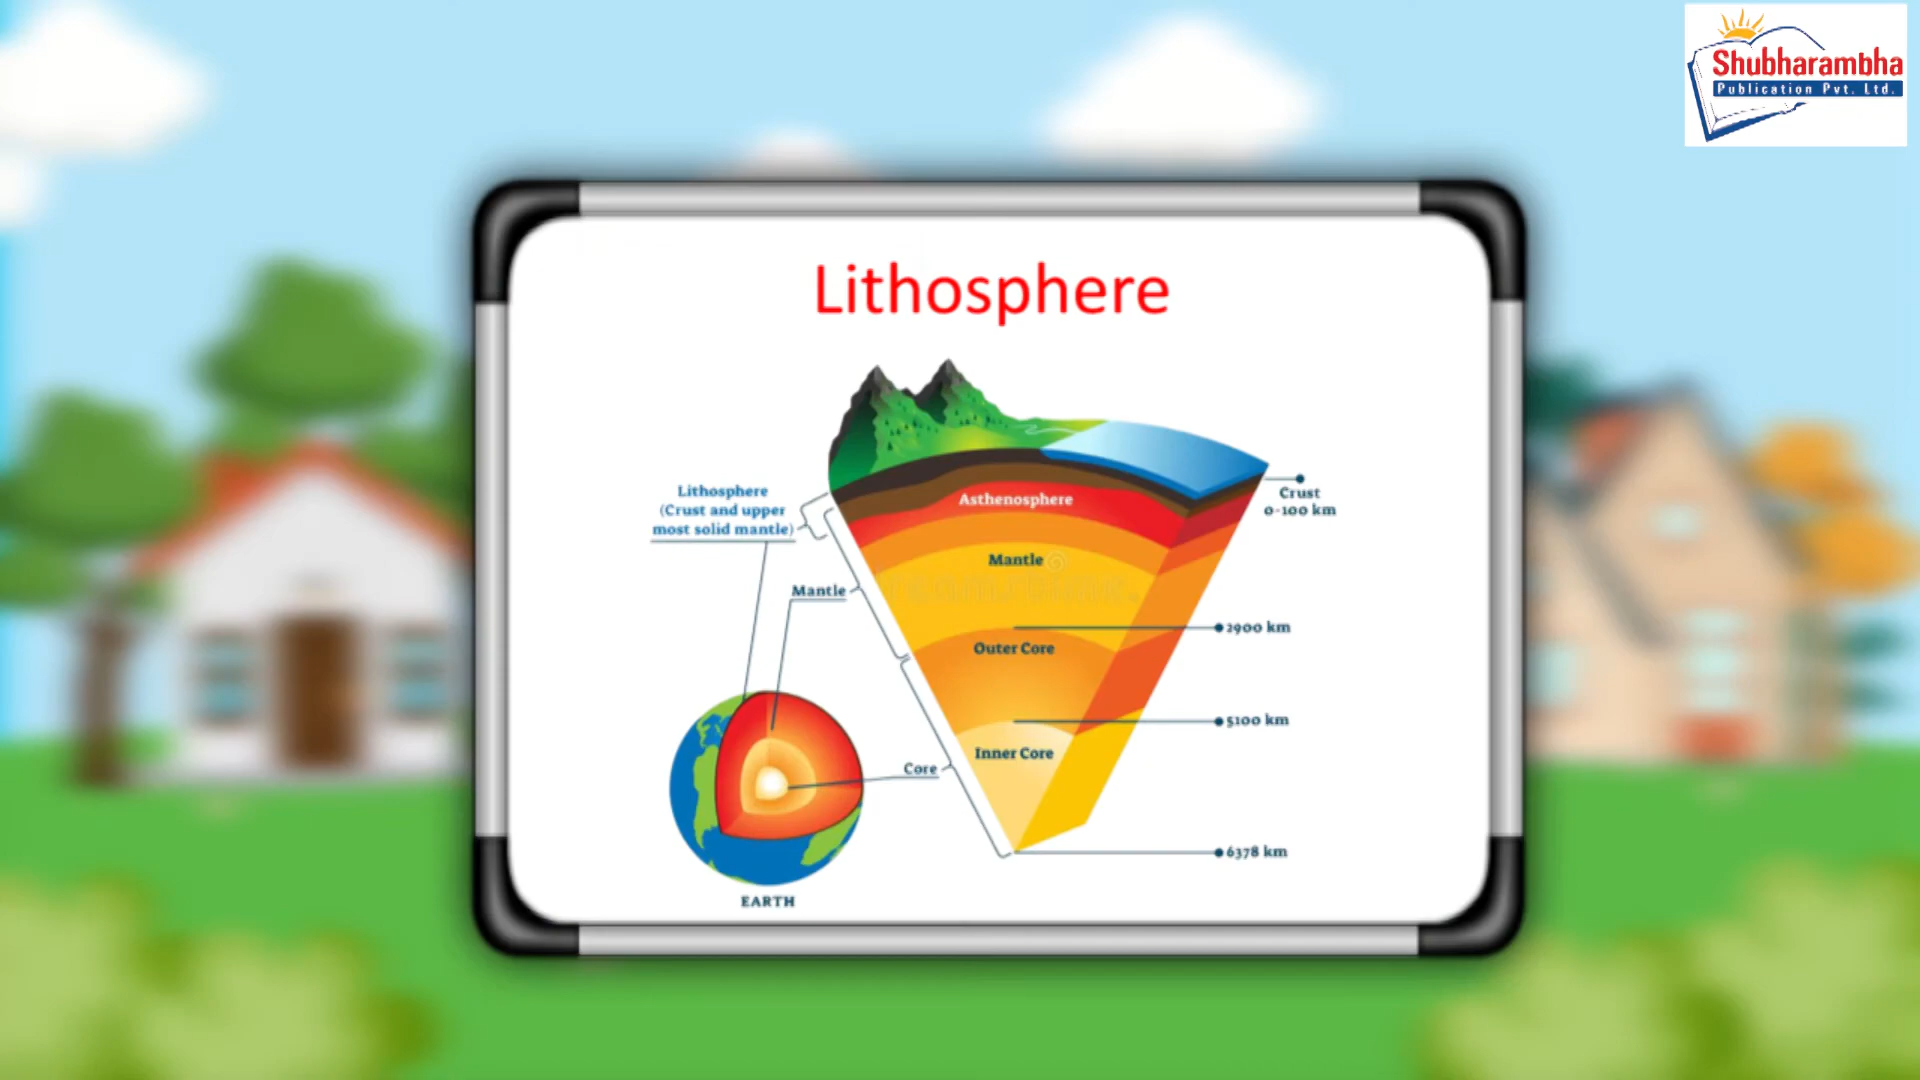 Shubharambha
Publication Pvt. Ltd.
Lithosphere
Lithosphere
(Crust and upper
most solid mantle)
Asthenosphere
Crust
0-100 km
Mantle
Mantle
2900 km
Outer Core
5100 km
Inner Core
Core
6378 km
EARTH